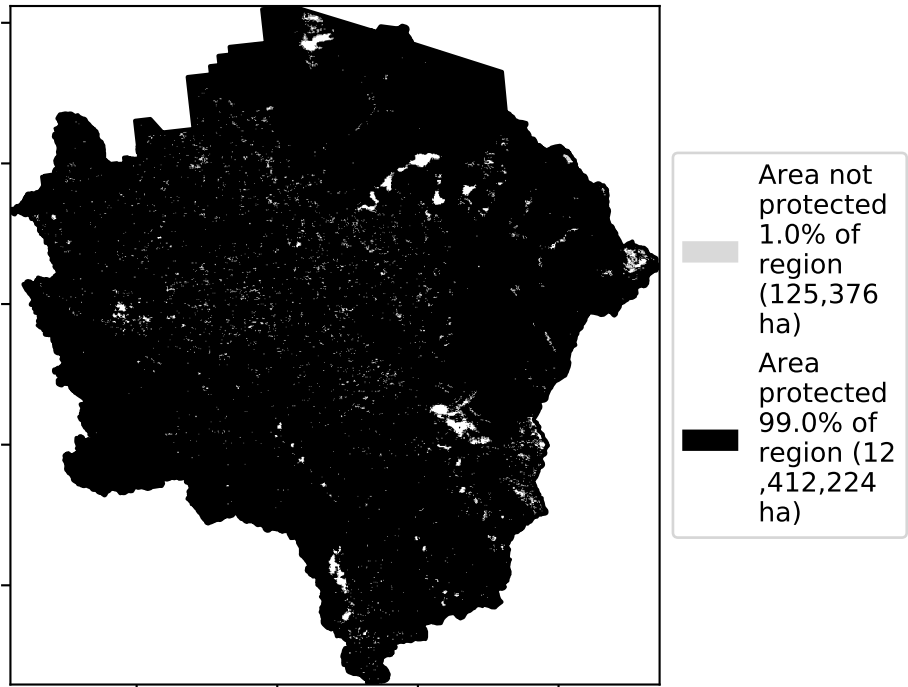 Area not
protected
1.0% of
region
(125,376
ha)
Area
protected
99.0% of
region (12
,412,224
ha)